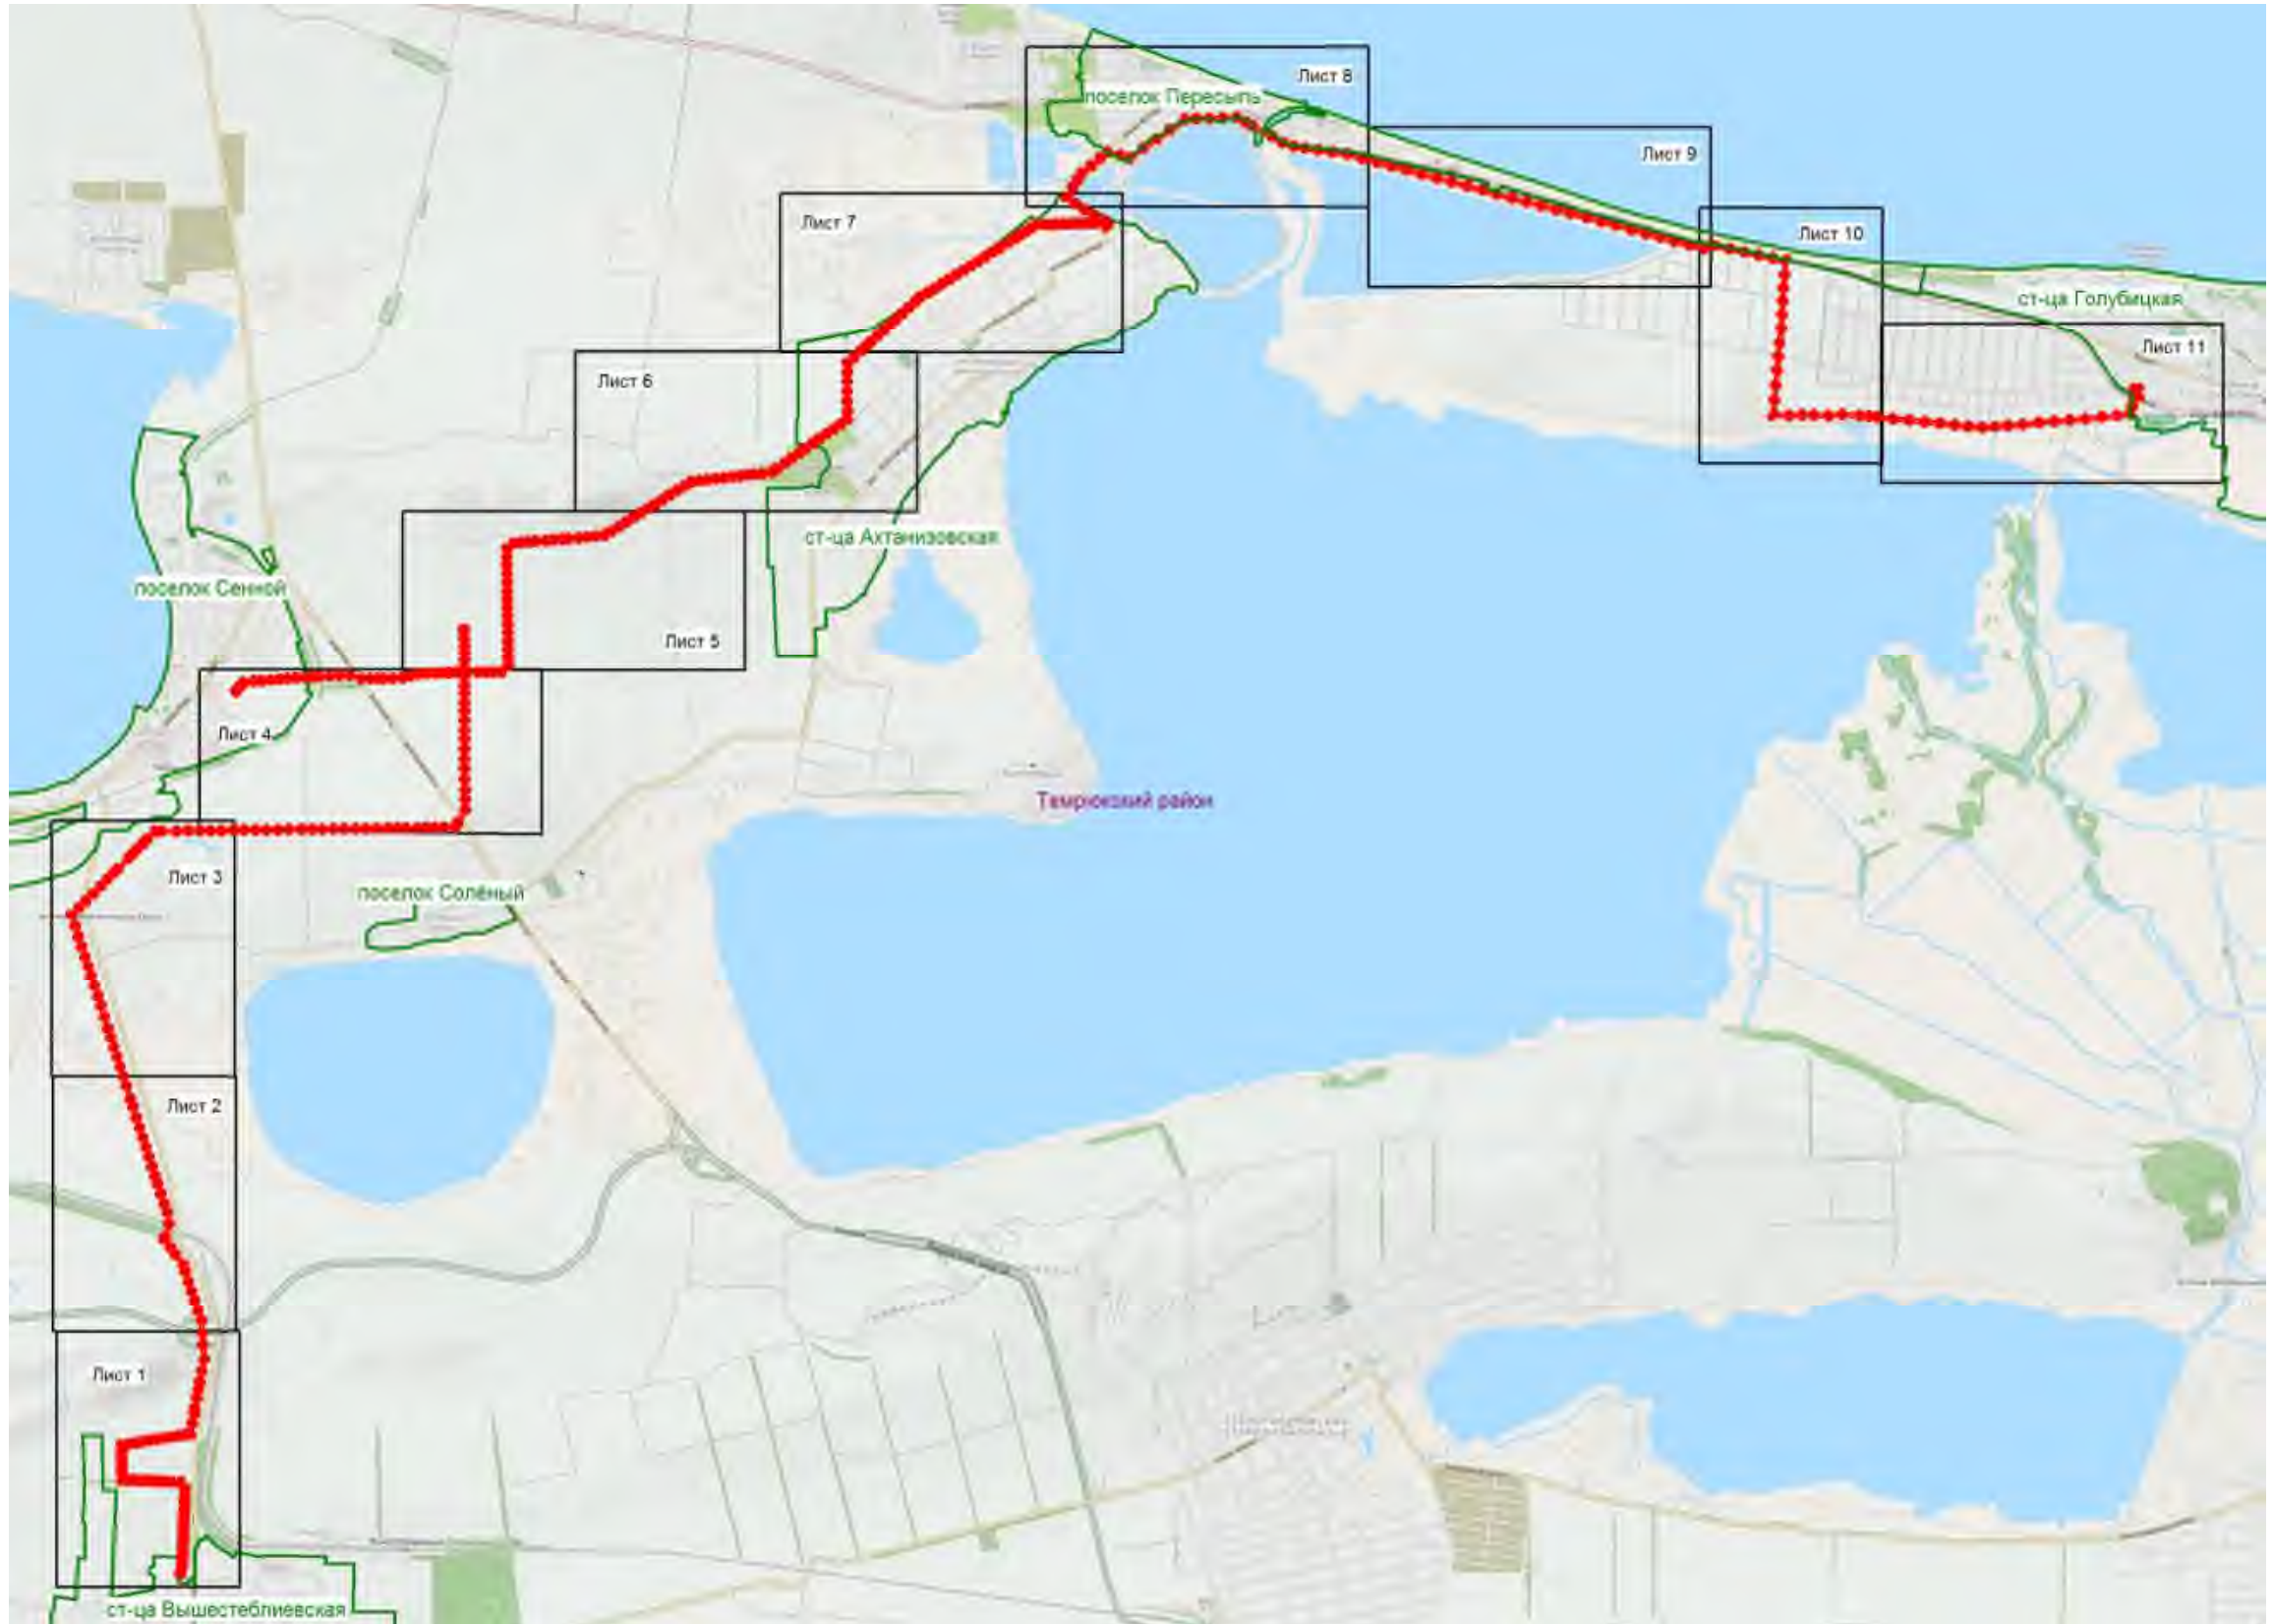 Лист 8
поселок Пересыпь
Лист 9
Лист 7
Лист 10
ст-ца Голубицкая
Лист 11
Лист 6
ст-ца Ахтанизовская
поселок Сенной
Лист 5
Лист 4
Темрюкский район
Лист 3
поселок Солёный
Лист 2
Лист 1
ст-ца Вышестеблиевская